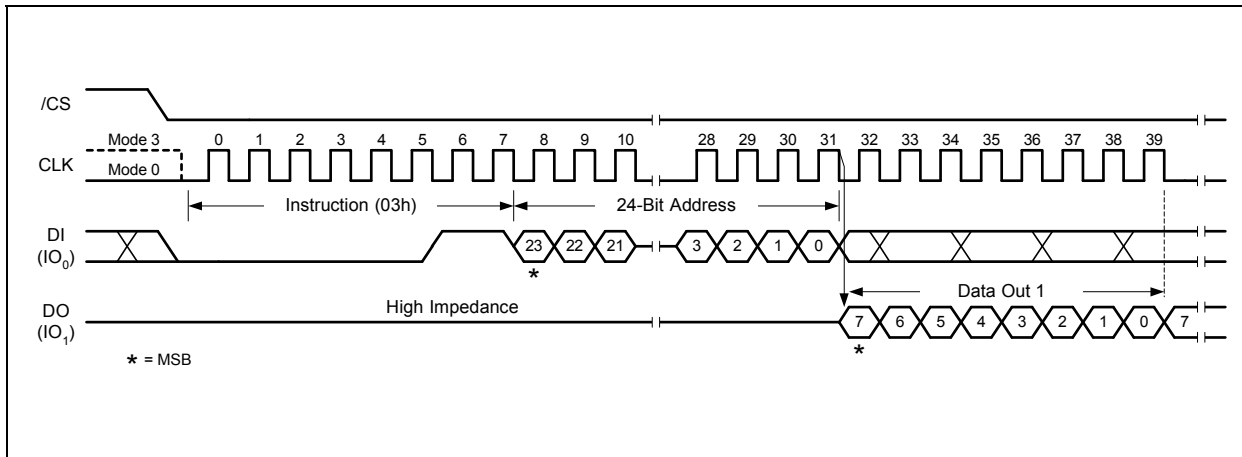 /CS
Mode 3
0 1 2 3 4 5 6 7 8 9 10 28 29 30 31 32 33 34 35 36 37 38 39
CLK
Mode 0
Instruction (03h) 24-Bit Address
DI
(IO0)
23 22 21 3 2 1 0
*
Data Out 1
High Impedance
DO
(IO1)
7 6 5 4 3 2 1 0 7
*
* = MSB